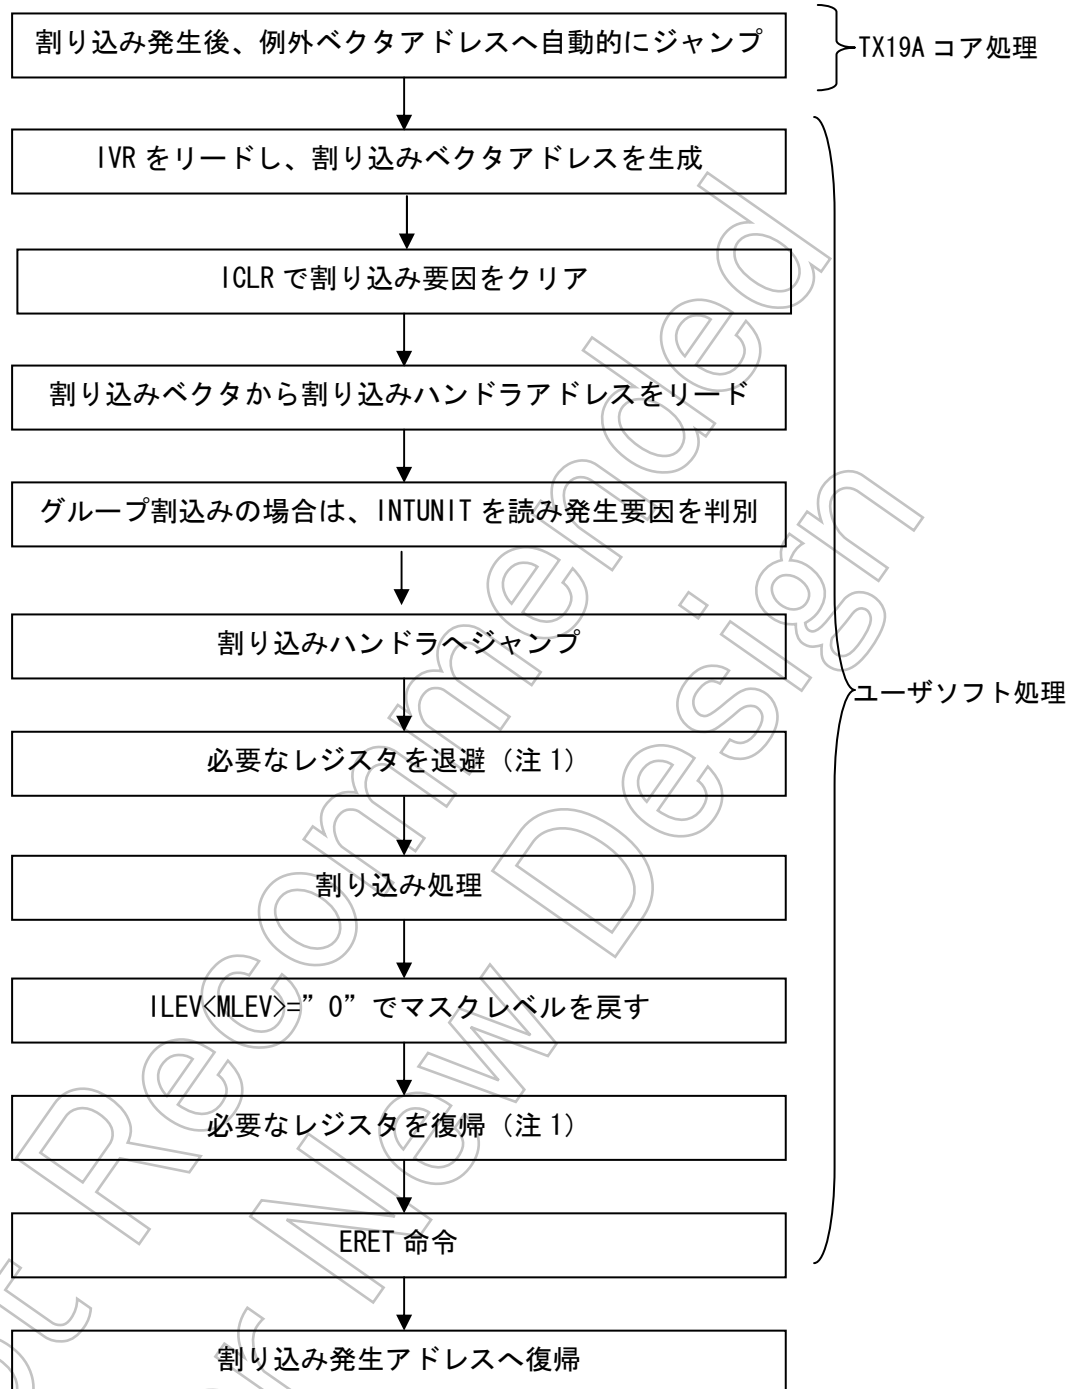 割り込み発生後、例外ベクタアドレスへ自動的にジャンプ
TX19A コア処理
IVR をリードし、割り込みベクタアドレスを生成
ICLR で割り込み要因をクリア
割り込みベクタから割り込みハンドラアドレスをリード
グループ割込みの場合は、INTUNIT を読み発生要因を判別
割り込みハンドラへジャンプ
ユーザソフト処理
必要なレジスタを退避（注 1）
割り込み処理
ILEV<MLEV>=”0” でマスクレベルを戻す
必要なレジスタを復帰（注 1）
ERET 命令
割り込み発生アドレスへ復帰
Not Recommended
for New Design